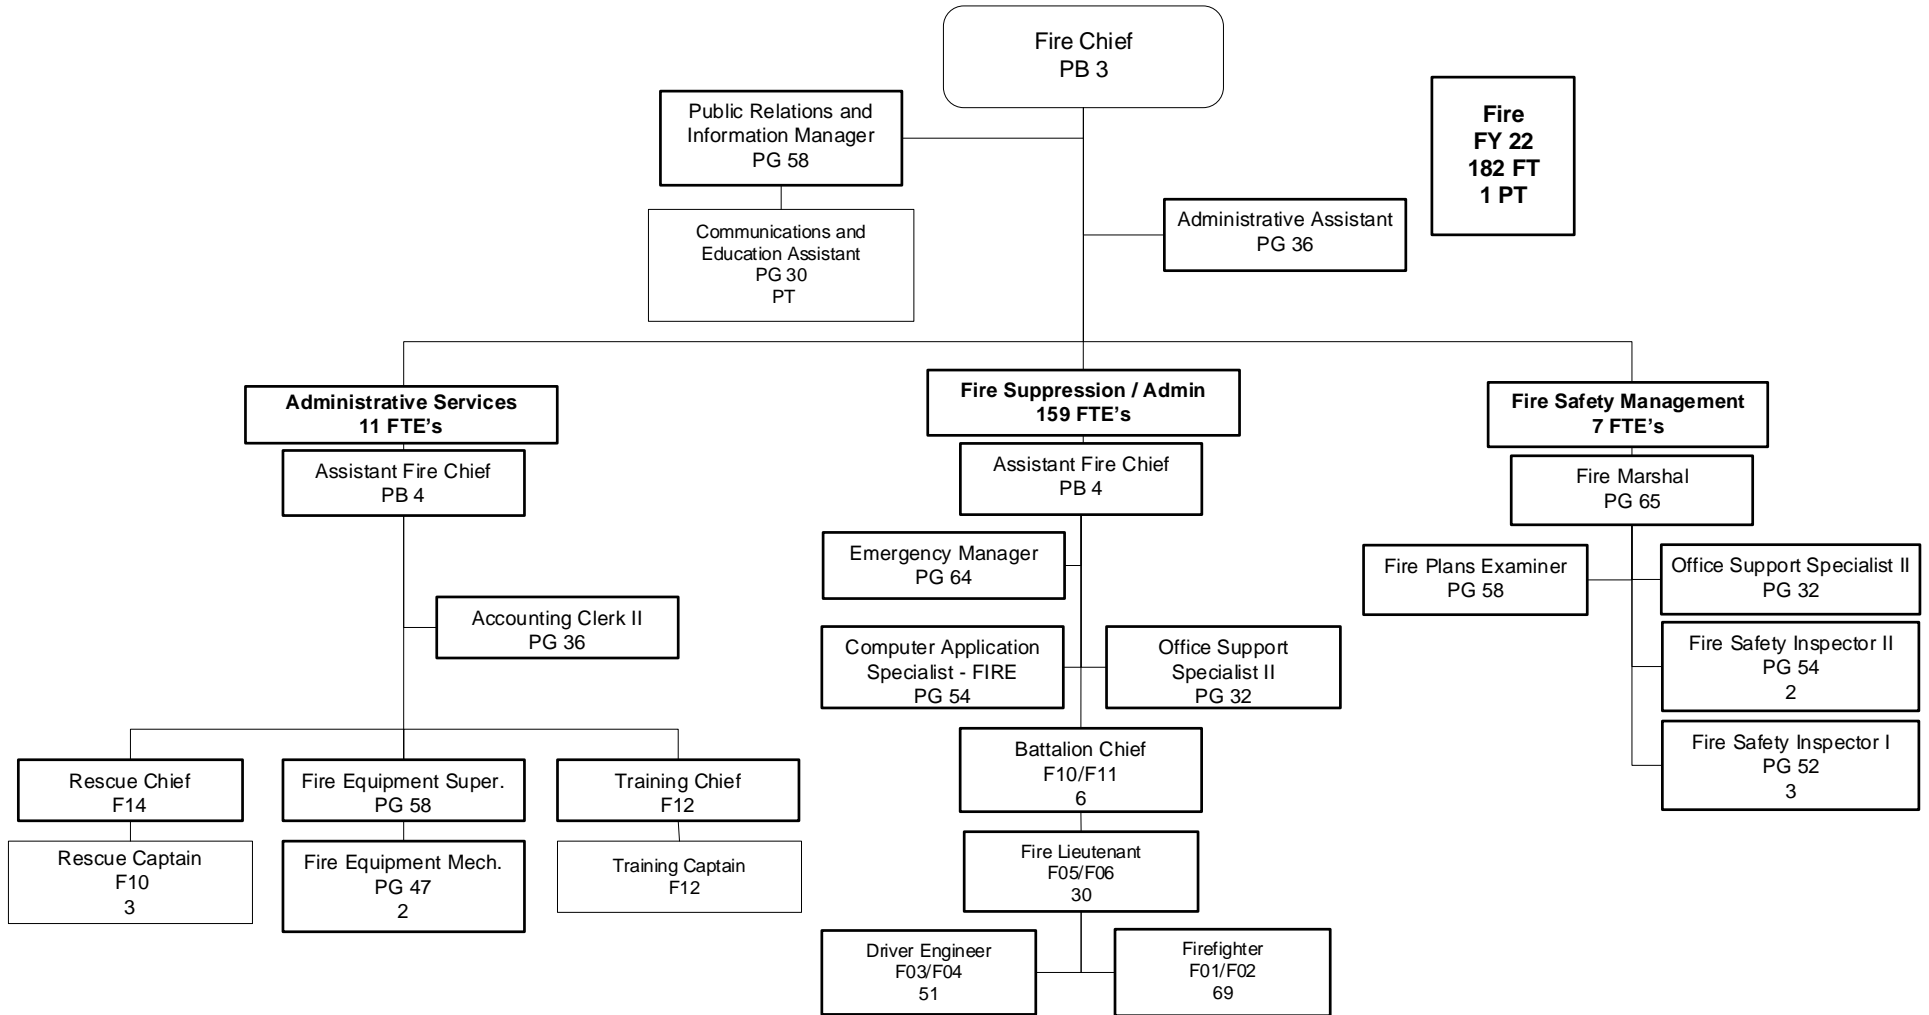 Fire Chief
PB 3
Public Relations and
Information Manager
PG 58
Fire
FY 22
182 FT
1 PT
Communications and
Education Assistant
PG 30
PT
Administrative Assistant
PG 36
Administrative Services
11 FTE’s
Assistant Fire Chief
PB 4
Accounting Clerk II
PG 36
Rescue Chief
F14
Rescue Captain
F10
3
Fire Equipment Super.
PG 58
Fire Equipment Mech.
PG 47
2
Training Chief
F12
Training Captain
F12
Fire Suppression / Admin
159 FTE’s
Assistant Fire Chief
PB 4
Emergency Manager
PG 64
Computer Application
Specialist - FIRE
PG 54
Office Support
Specialist II
PG 32
Battalion Chief
F10/F11
6
Fire Lieutenant
F05/F06
30
Driver Engineer
F03/F04
51
Firefighter
F01/F02
69
Fire Safety Management
7 FTE’s
Fire Marshal
PG 65
Fire Plans Examiner
PG 58
Office Support Specialist II
PG 32
Fire Safety Inspector II
PG 54
2
Fire Safety Inspector I
PG 52
3